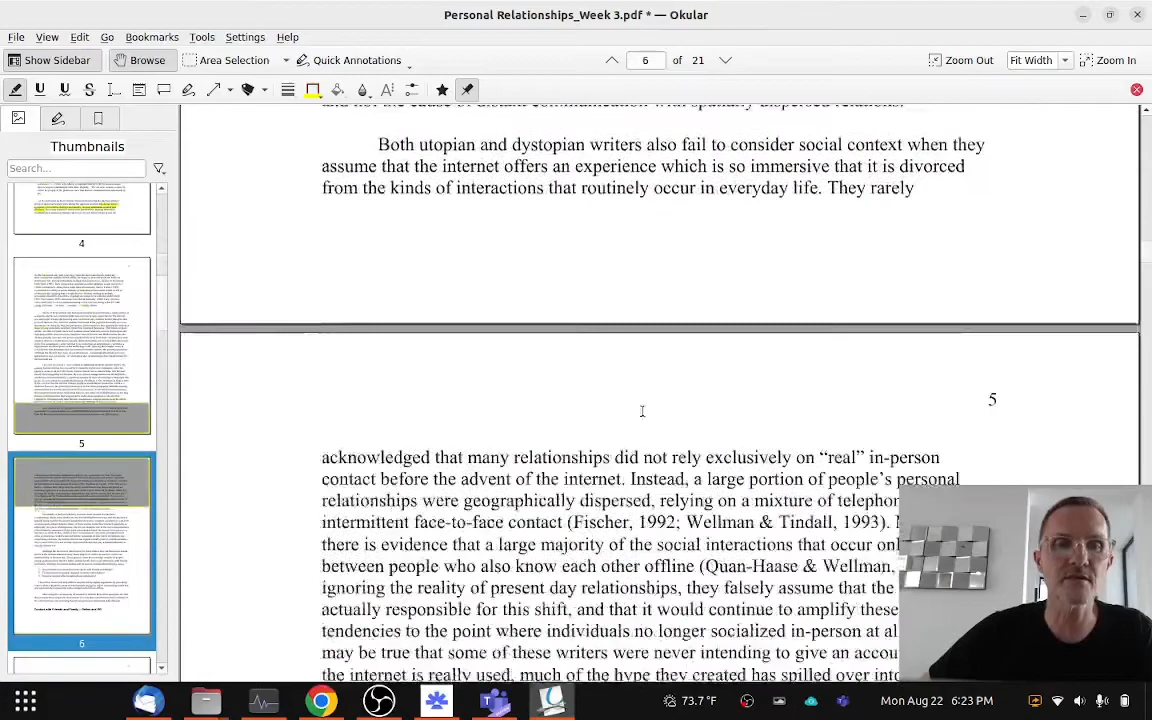 Personal Relationships_Week 3.pdf * — Okular
File View Edit Go Bookmarks Tools Settings Help
Show Sidebar Browse Area Selection Quick Annotations 6 of 21 Zoom Out Fit Width Zoom In
Thumbnails
Search...
4
5
6
Both utopian and dystopian writers also fail to consider social context when they
assume that the internet offers an experience which is so immersive that it is divorced
from the kinds of interactions that routinely occur in everyday life. They rarely
5
acknowledged that many relationships did not rely exclusively on “real” in-person
contact before the advent of the internet. Instead, a large portion of people’s personal
relationships were geographically dispersed, relying on a mixture of
intermittent face-to-face contact (Fischer, 1992; Wellman & Tindall, 1993).
there is evidence that a large majority of the social interaction that occur
between people who also know each other offline (Quan-Haase & Wellman,
ignoring the reality of present day relationships, they falsely assume that the
actually responsible for this shift, and that it would continue to amplify these
tendencies to the point where individuals no longer socialized in-person at
may be true that some of these writers were never intending to give an
the internet is really used, much of the hype they created has spilled over
73.7°F Mon Aug 22 6:23 PM